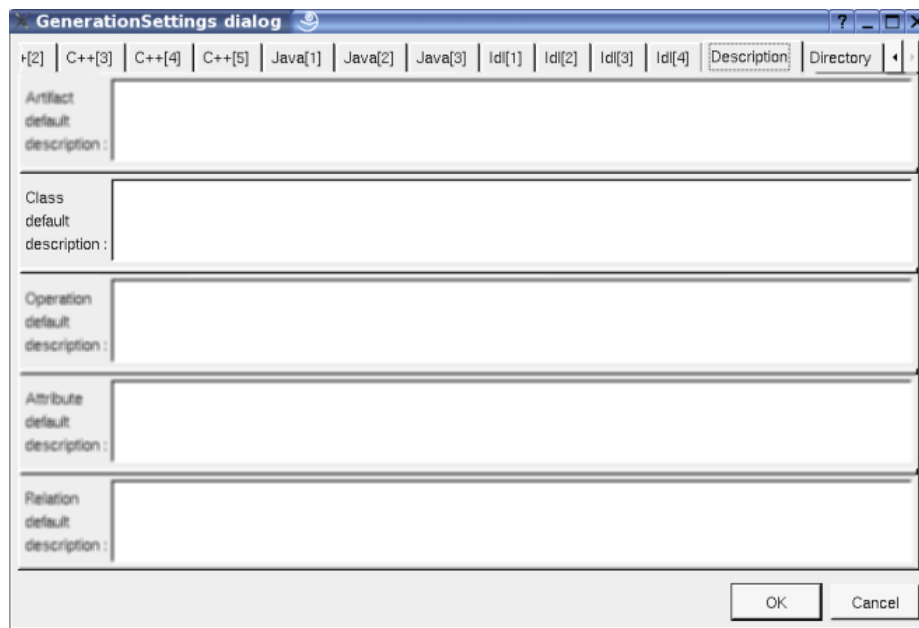 GenerationSettings dialog
+[2] C++[3] C++[4] C++[5] Java[1] Java[2] Java[3] Idl[1] Idl[2] Idl[3] Idl[4] Description Directory
Artifact
default
description :
Class
default
description :
Operation
default
description :
Attribute
default
description :
Relation
default
description :
OK Cancel